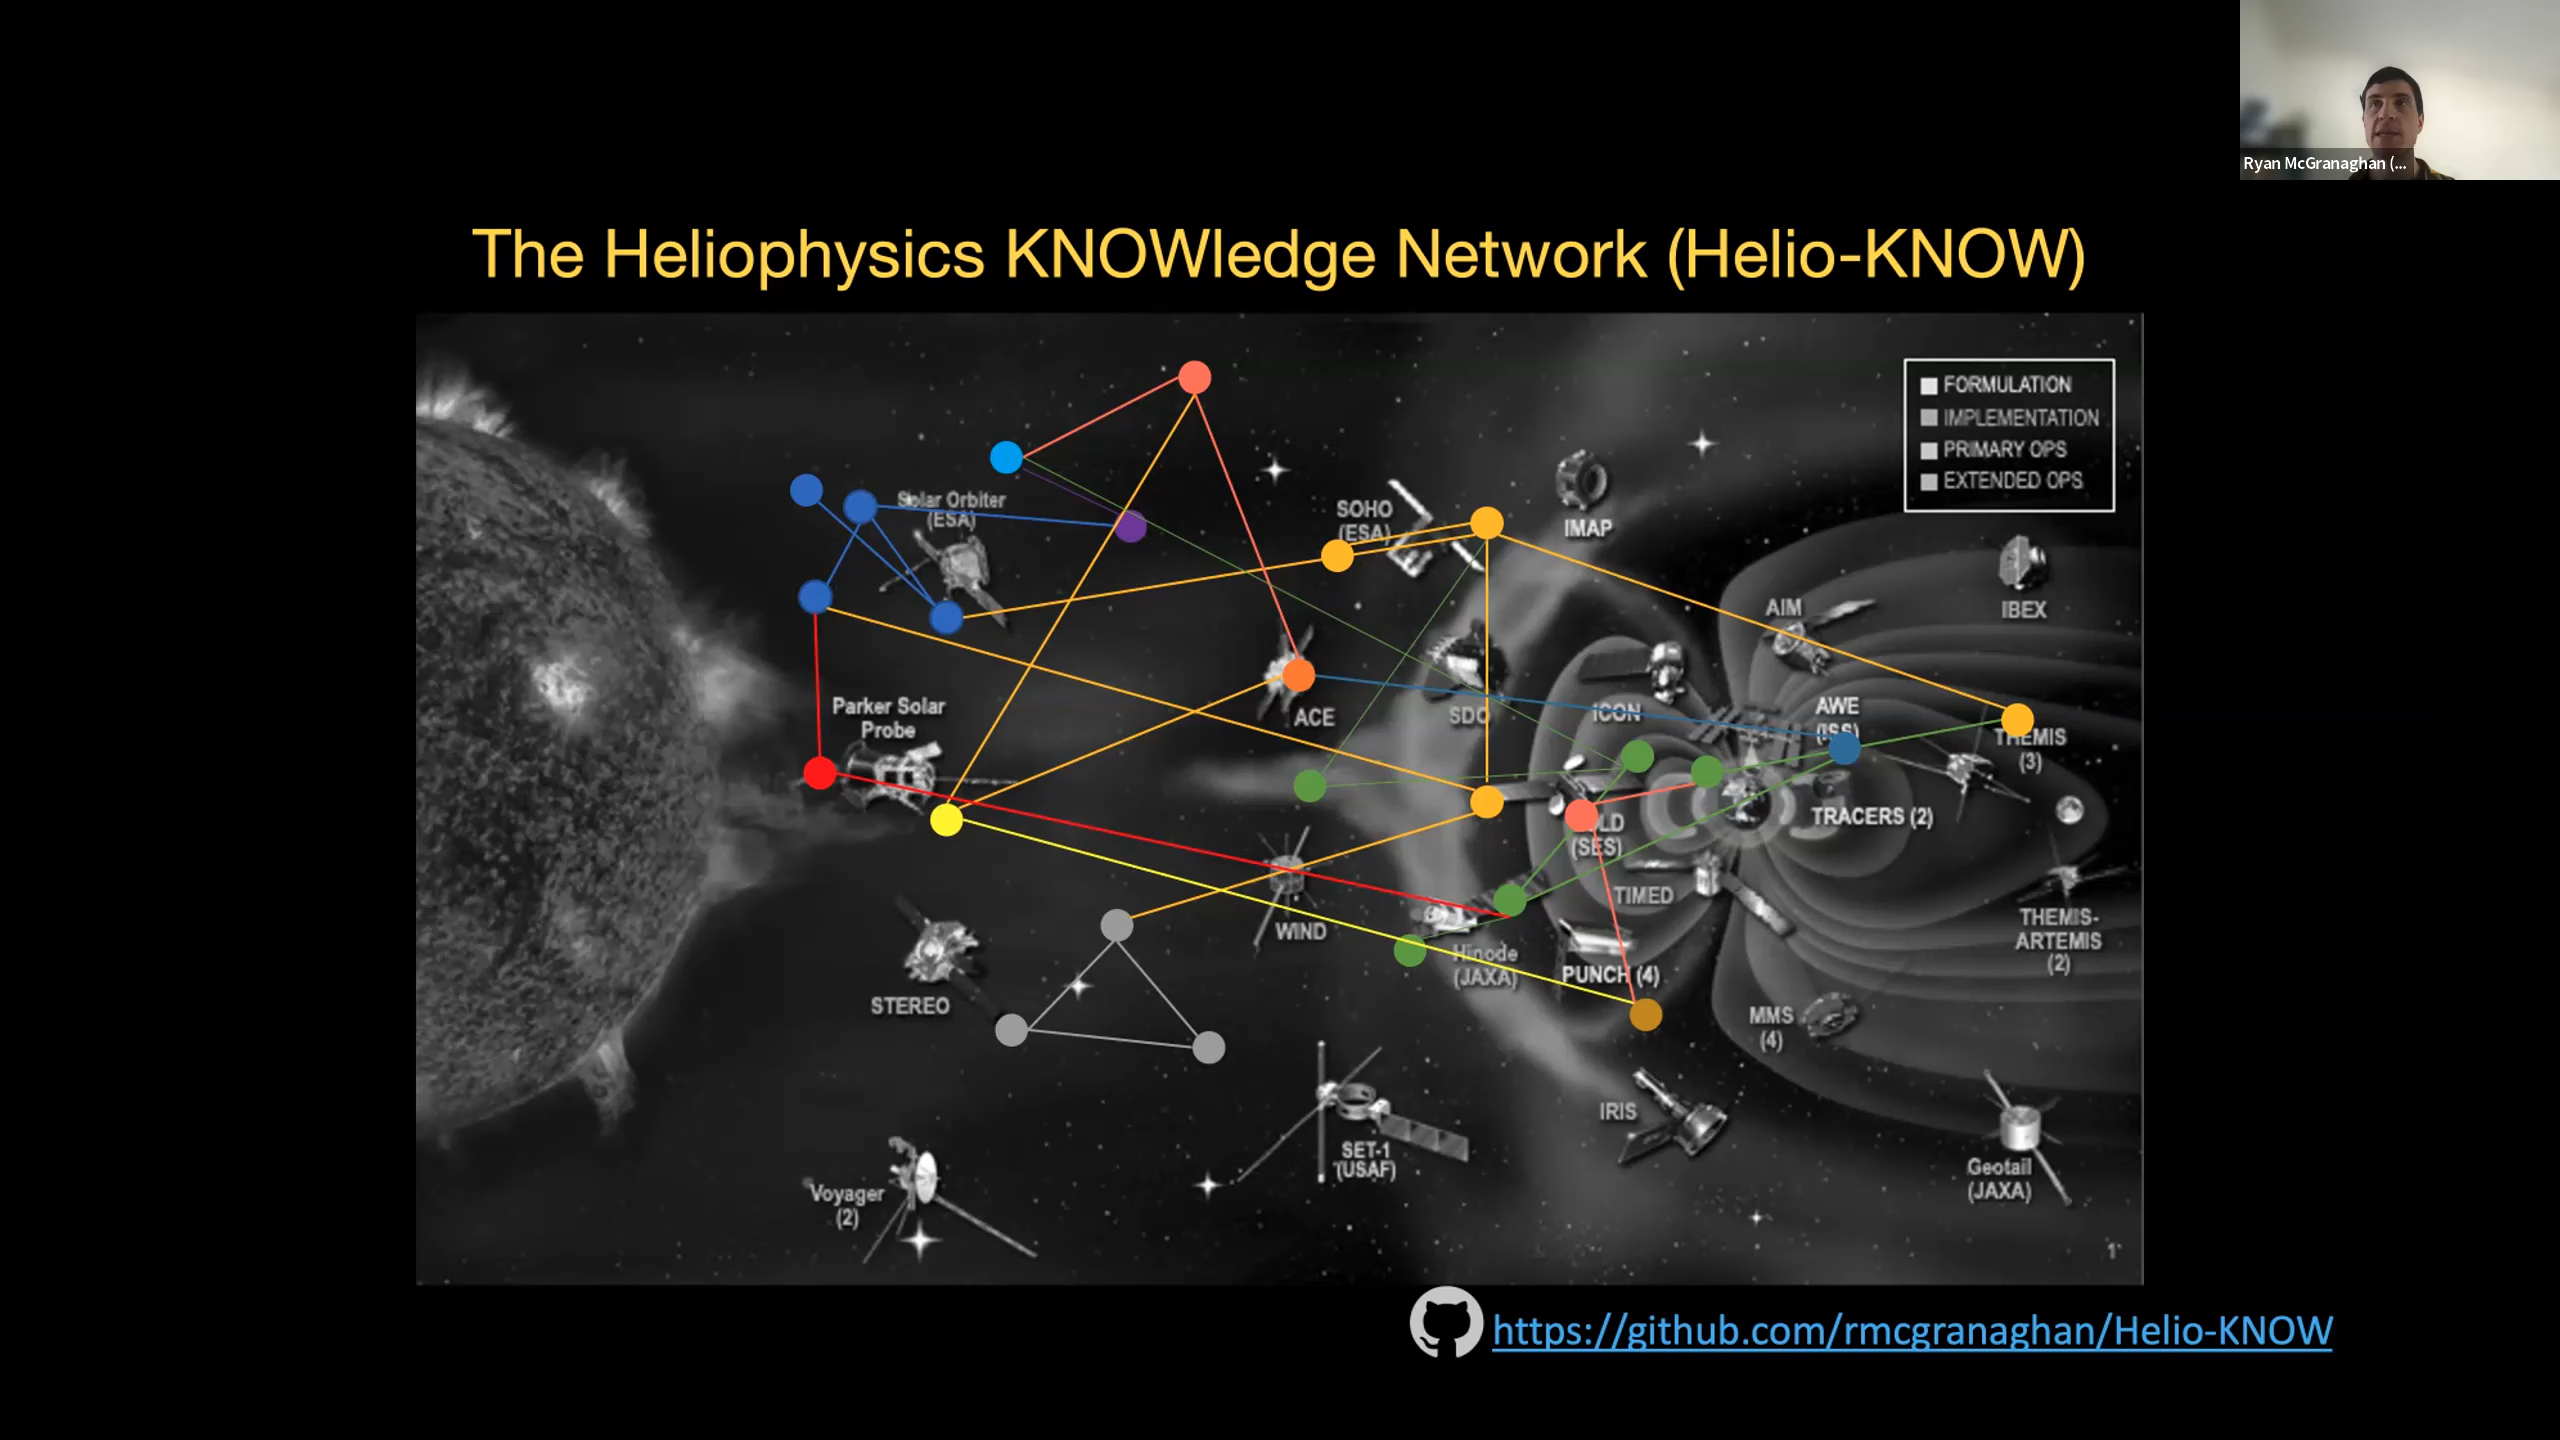 Ryan McGranaghan (...
The Heliophysics KNOWledge Network (Helio-KNOW)
FORMULATION
IMPLEMENTATION
PRIMARY OPS
EXTENDED OPS
Solar Orbiter
(ESA)
SOHO
(ESA)
IMAP
IBEX
AIM
Parker Solar
Probe
ACE
SDO
ICON
AWE
(ISS)
THEMIS
(3)
TRACERS (2)
LD
(SES)
TIMED
WIND
Hinode
(JAXA)
PUNCH (4)
THEMIS-
ARTEMIS
(2)
STEREO
MMS
(4)
IRIS
SET-1
(USAF)
Geotail
(JAXA)
Voyager
(2)
1
https://github.com/rmcgranaghan/Helio-KNOW